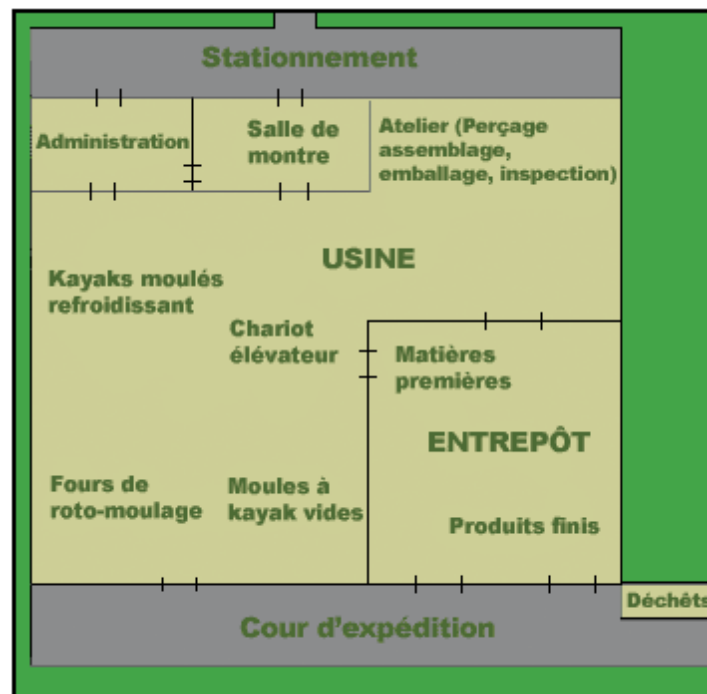 Stationnement
Administration
Salle de
montre
Atelier (Perçage
assemblage,
emballage, inspection)
USINE
Kayaks moulés
refroidissant
Chariot
élévateur
Matières
premières
ENTREPÔT
Fours de
roto-moulage
Moules à
kayak vides
Produits finis
Déchêts
Cour d'expédition